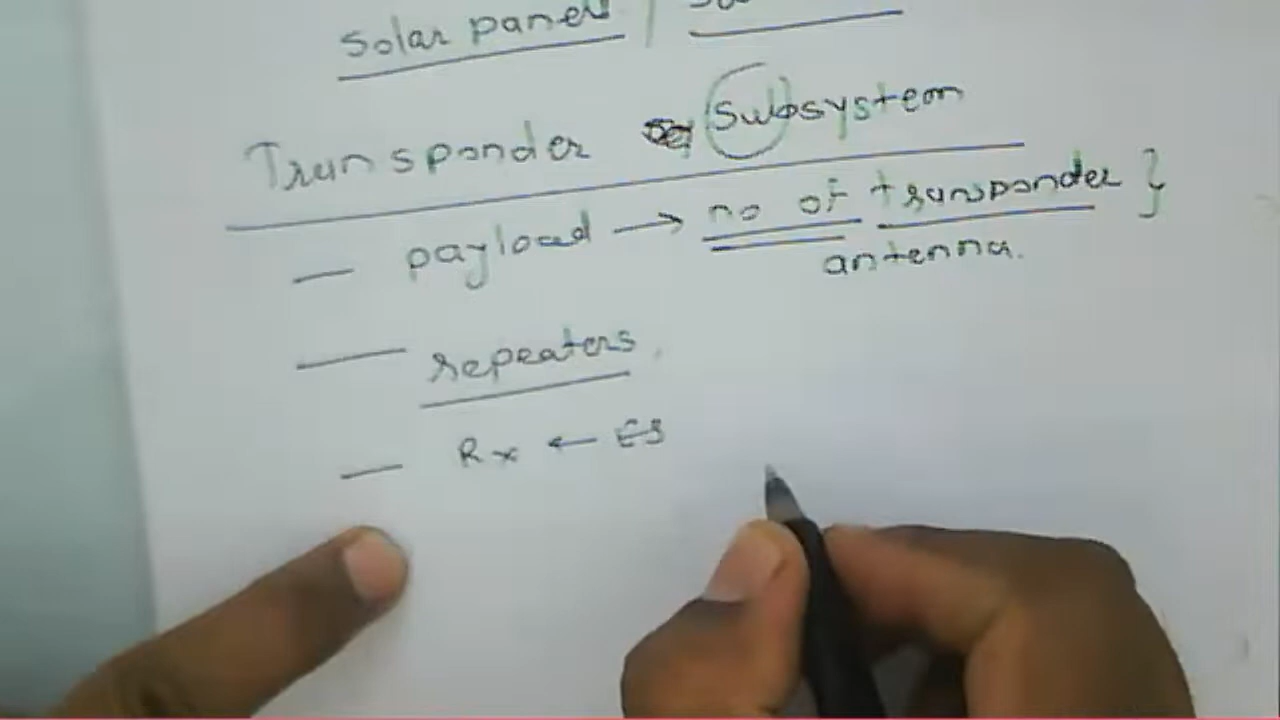 Solar panel /
Transponder Subsystem
— payload → no of transponder }
antenna.
— repeaters.
— Rx ← ES